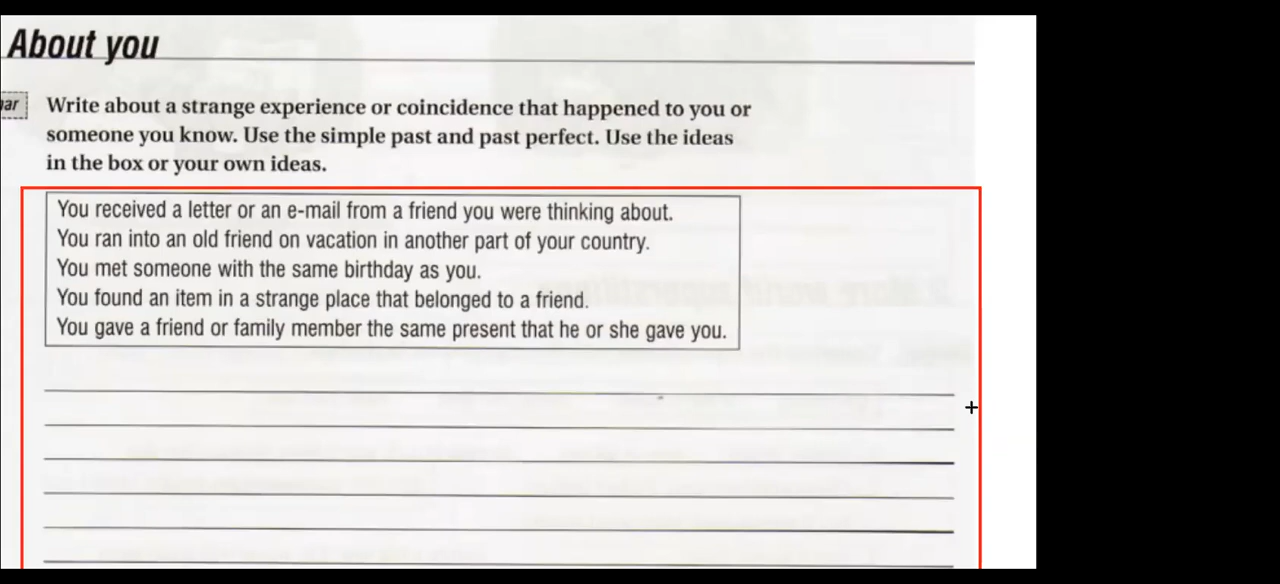 About you
ar
Write about a strange experience or coincidence that happened to you or
someone you know. Use the simple past and past perfect. Use the ideas
in the box or your own ideas.
You received a letter or an e-mail from a friend you were thinking about.
You ran into an old friend on vacation in another part of your country.
You met someone with the same birthday as you.
You found an item in a strange place that belonged to a friend.
You gave a friend or family member the same present that he or she gave you.